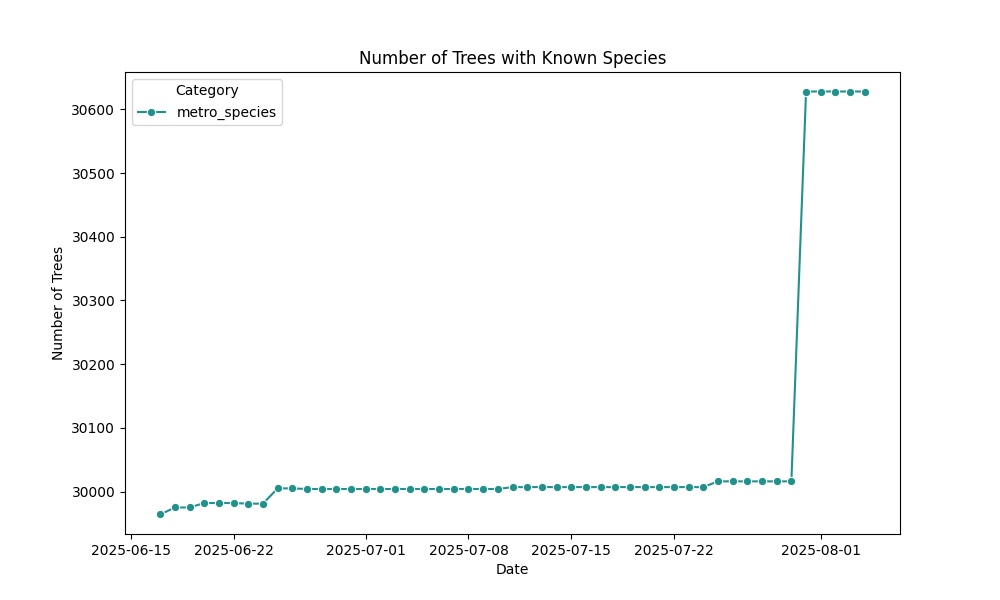 Number of Trees with Known Species
Category
metro_species
30600
30500
30400
30300
30200
30100
30000
Number of Trees
2025-06-15 2025-06-22 2025-07-01 2025-07-08 2025-07-15 2025-07-22 2025-08-01
Date